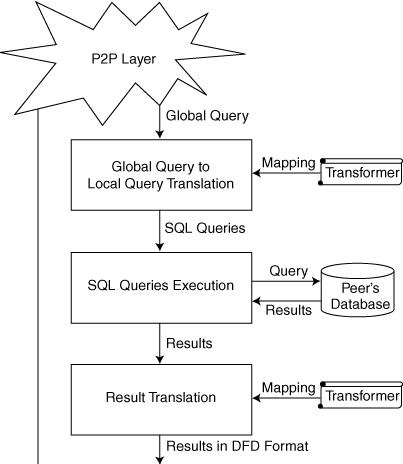 P2P Layer
Global Query
Global Query to
Local Query Translation
Mapping
Transformer
SQL Queries
SQL Queries Execution
Query
Results
Peer's
Database
Results
Result Translation
Mapping
Transformer
Results in DFD Format